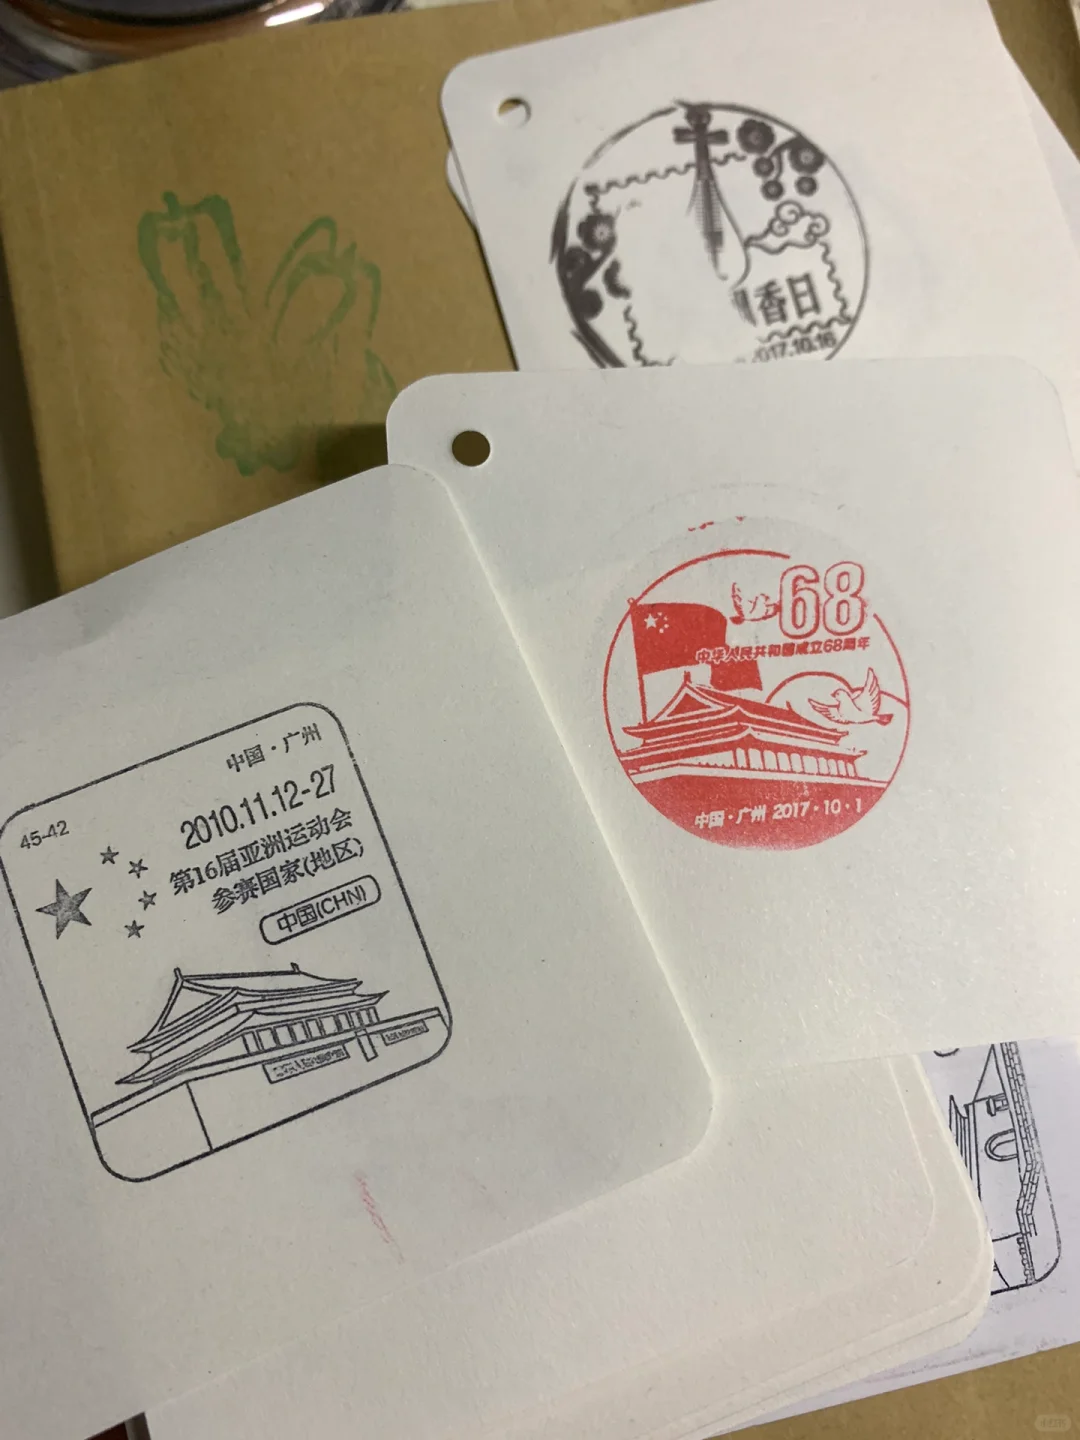 香日
2017.10.16
68
中华人民共和国成立68周年
中国·广州 2017·10·1
中国·广州
2010.11.12-27
45-42
第16届亚洲运动会
参赛国家(地区)
中国(CHN)